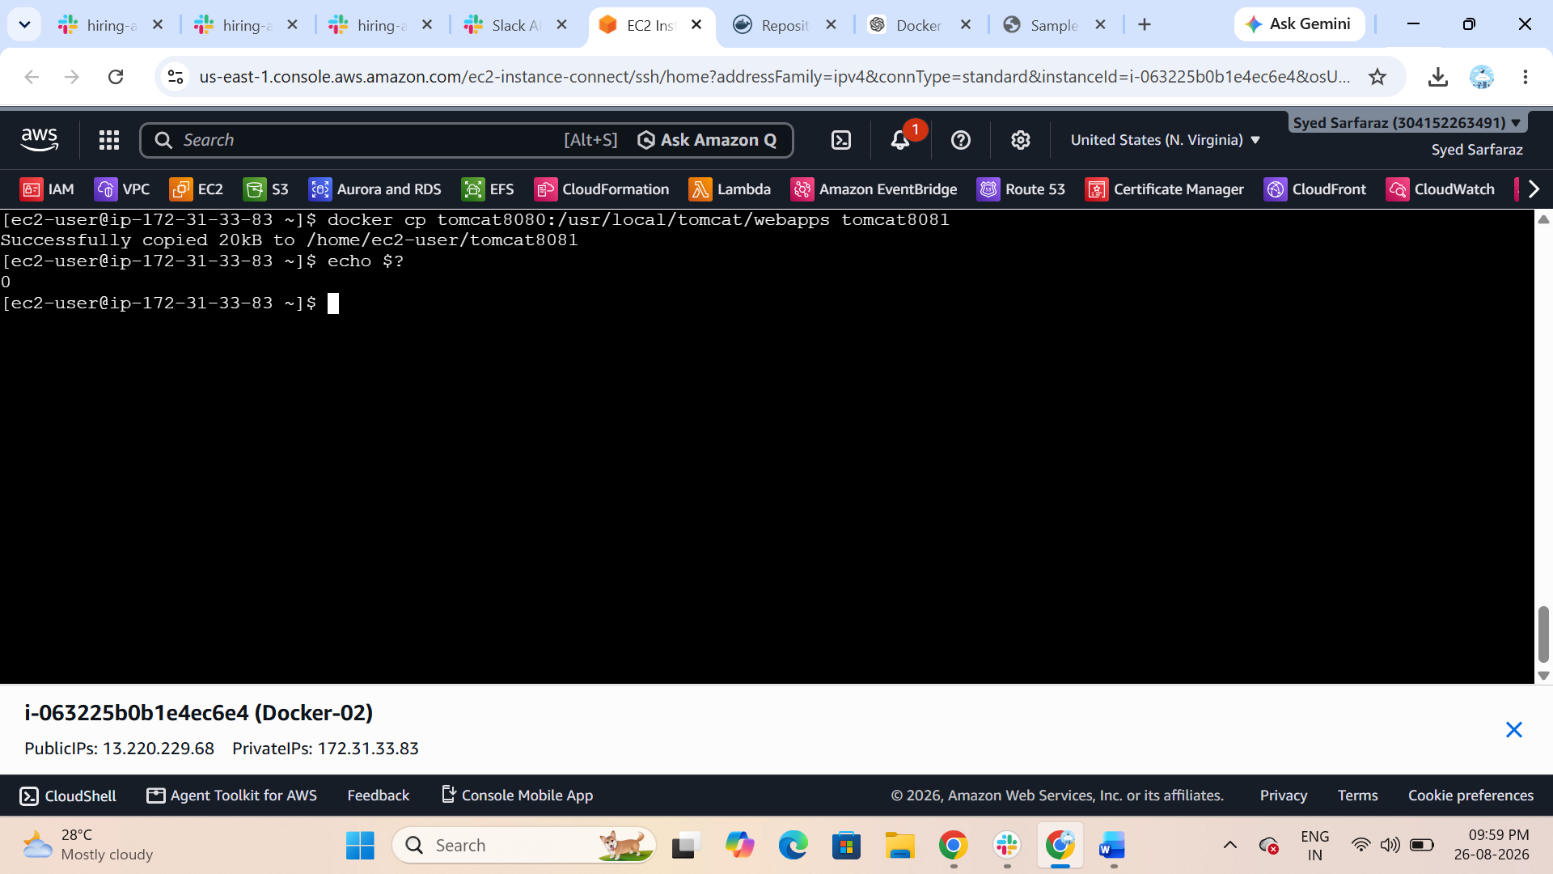 hiring-a
hiring-a
hiring-a
Slack A
EC2 Ins
Reposit
Docker
Sample
Ask Gemini
us-east-1.console.aws.amazon.com/ec2-instance-connect/ssh/home?addressFamily=ipv4&connType=standard&instanceId=i-063225b0b1e4ec6e4&osU...
aws
Search
[Alt+S]
Ask Amazon Q
1
United States (N. Virginia)
Syed Sarfaraz (304152263491)
Syed Sarfaraz
IAM
VPC
EC2
S3
Aurora and RDS
EFS
CloudFormation
Lambda
Amazon EventBridge
Route 53
Certificate Manager
CloudFront
CloudWatch
[ec2-user@ip-172-31-33-83 ~]$ docker cp tomcat8080:/usr/local/tomcat/webapps tomcat8081
Successfully copied 20kB to /home/ec2-user/tomcat8081
[ec2-user@ip-172-31-33-83 ~]$ echo $?
0
[ec2-user@ip-172-31-33-83 ~]$
i-063225b0b1e4ec6e4 (Docker-02)
PublicIPs: 13.220.229.68 PrivateIPs: 172.31.33.83
CloudShell
Agent Toolkit for AWS
Feedback
Console Mobile App
© 2026, Amazon Web Services, Inc. or its affiliates.
Privacy
Terms
Cookie preferences
28°C
Mostly cloudy
Search
ENG
IN
09:59 PM
26-08-2026